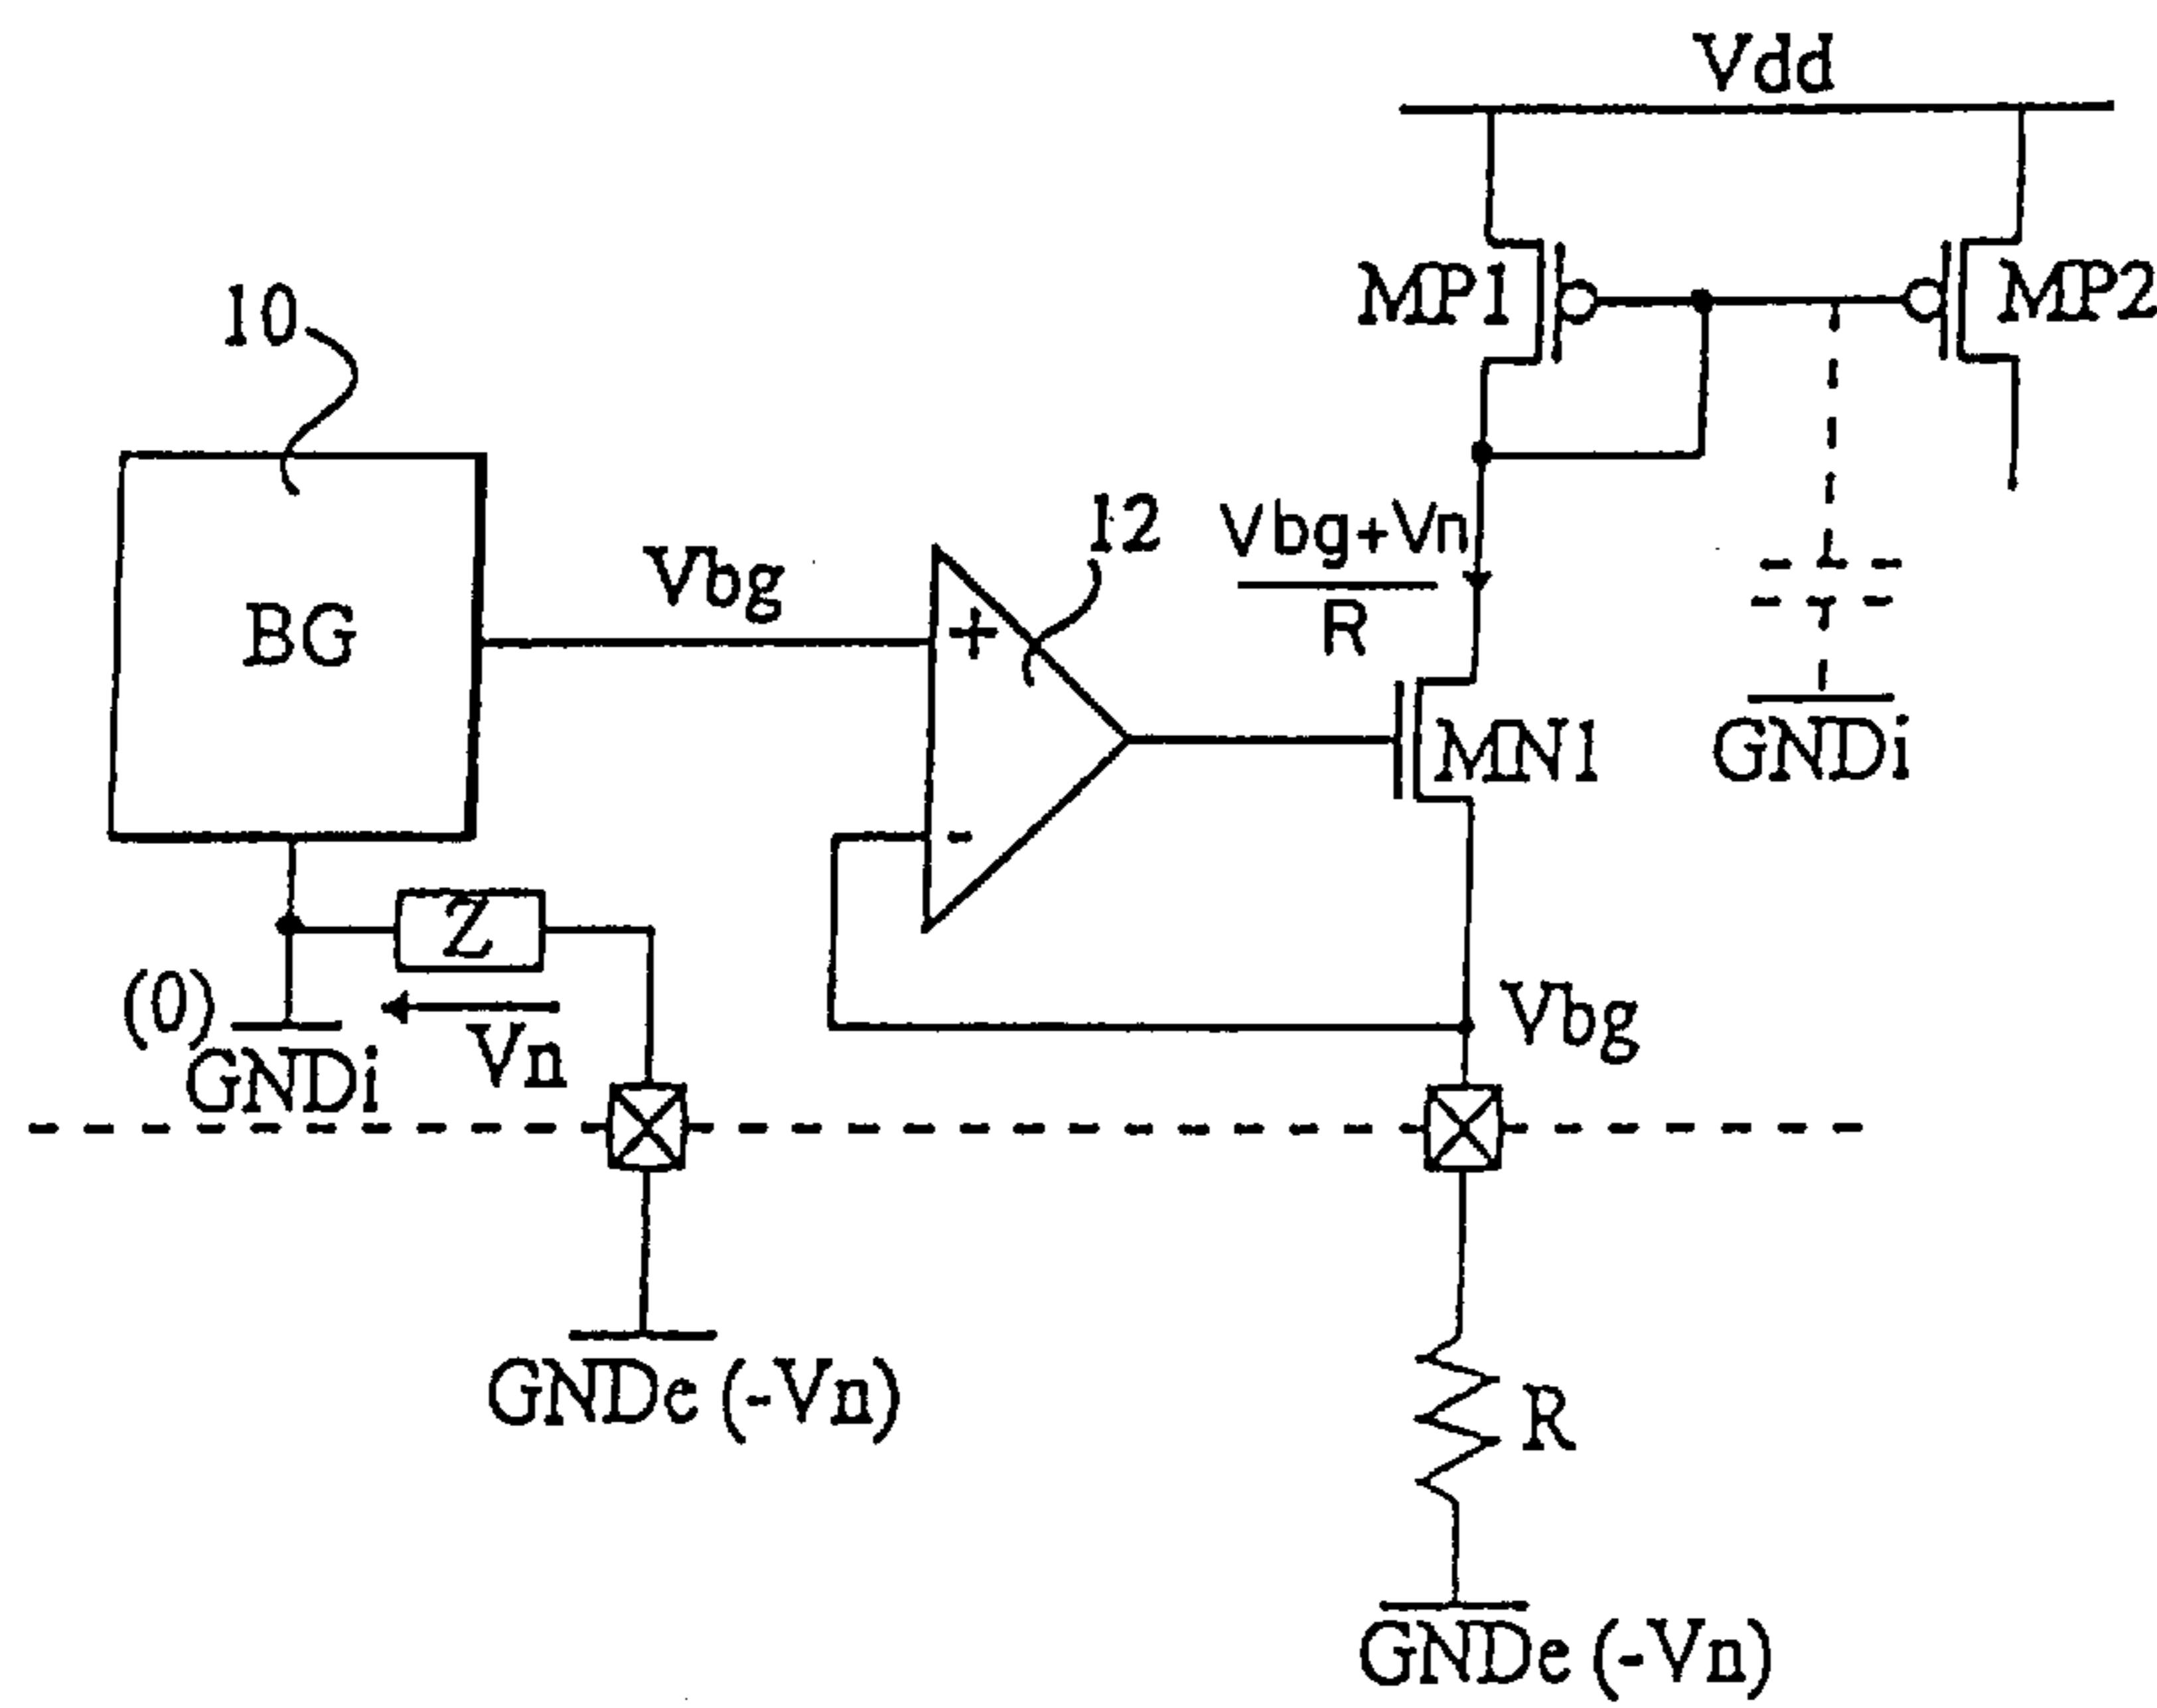 Vdd
MP1
MP2
10
12
Vbg+Vn
R
Vbg
BG
+
MN1
GNDi
-
Z
(0)
Vn
GNDi
Vbg
GNDe (-Vn)
R
GNDe (-Vn)